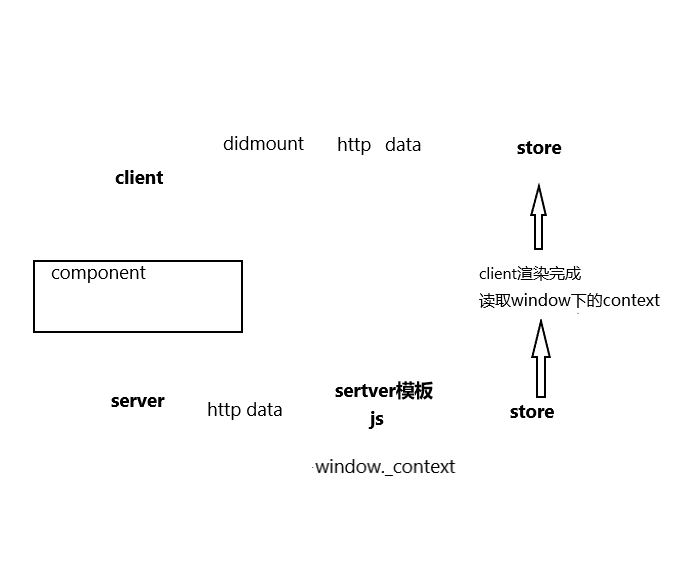 didmount http data
store
client
component
client渲染完成
读取window下的context
server
http data
sertver模板
js
store
window._context